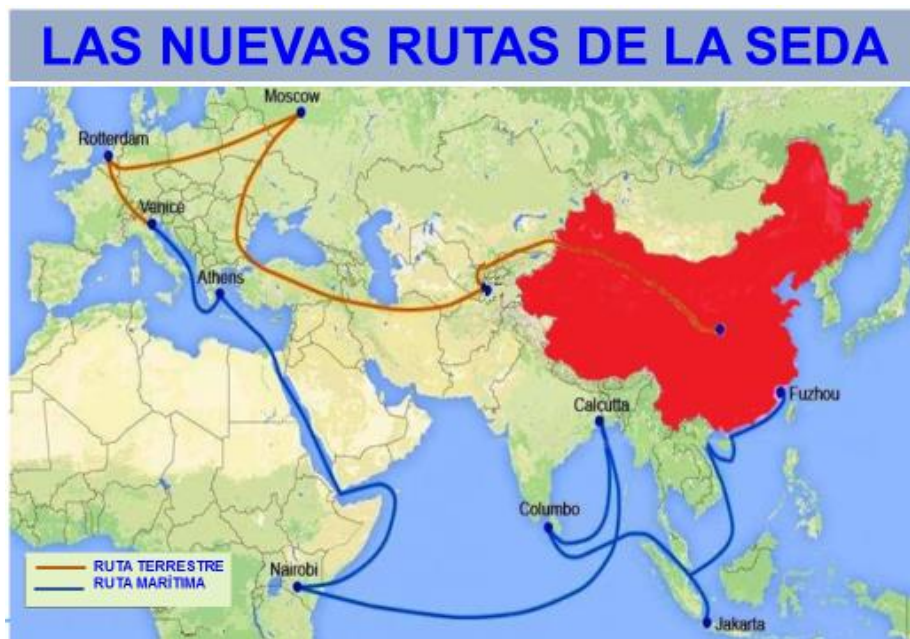 LAS NUEVAS RUTAS DE LA SEDA
Moscow
Rotterdam
Venice
Athens
Fuzhou
Calcutta
Columbo
RUTA TERRESTRE
RUTA MARÍTIMA
Nairobi
Jakarta